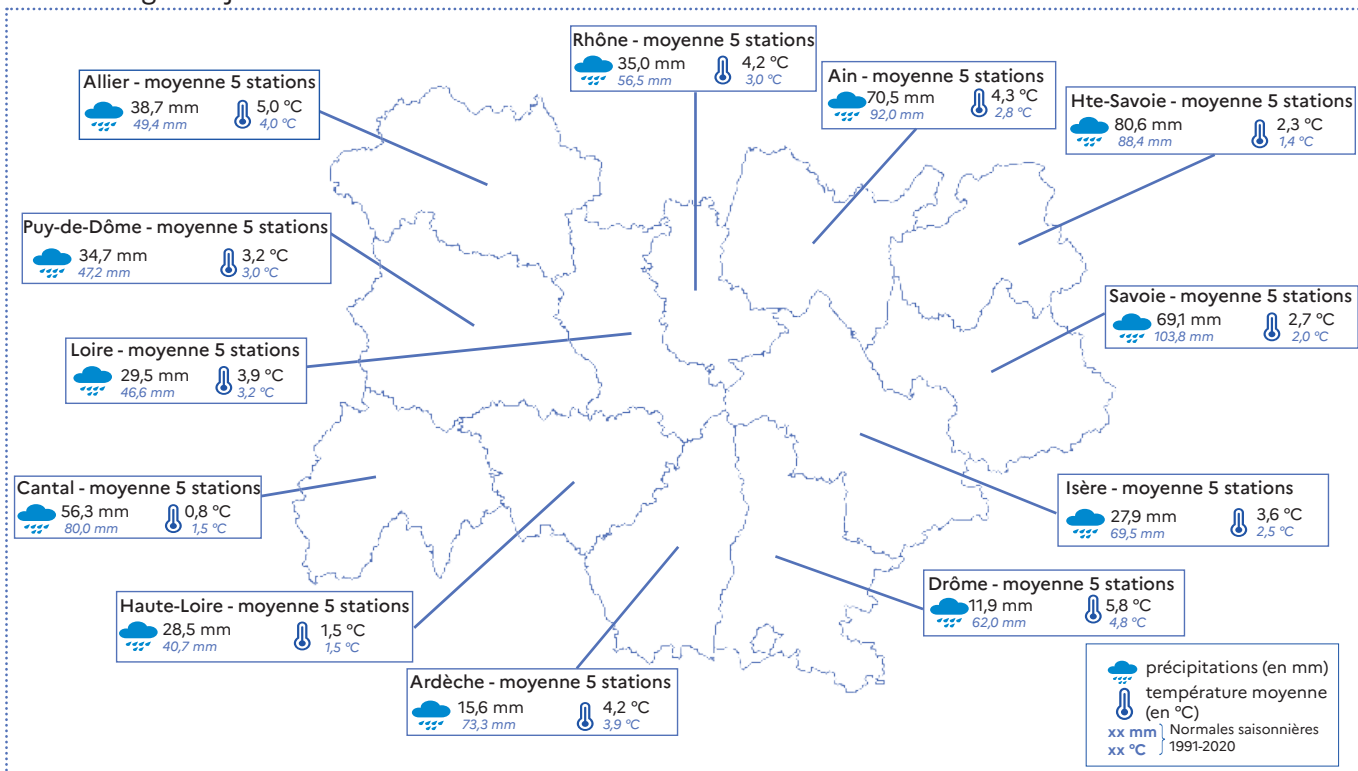 Rhône - moyenne 5 stations
35,0 mm 4,2 °C
56,5 mm 3,0 °C
Allier - moyenne 5 stations
38,7 mm 5,0 °C
49,4 mm 4,0 °C
Ain - moyenne 5 stations
70,5 mm 4,3 °C
92,0 mm 2,8 °C
Hte-Savoie - moyenne 5 stations
80,6 mm 2,3 °C
88,4 mm 1,4 °C
Puy-de-Dôme - moyenne 5 stations
34,7 mm 3,2 °C
47,2 mm 3,0 °C
Savoie - moyenne 5 stations
69,1 mm 2,7 °C
103,8 mm 2,0 °C
Loire - moyenne 5 stations
29,5 mm 3,9 °C
46,6 mm 3,2 °C
Cantal - moyenne 5 stations
56,3 mm 0,8 °C
80,0 mm 1,5 °C
Isère - moyenne 5 stations
27,9 mm 3,6 °C
69,5 mm 2,5 °C
Drôme - moyenne 5 stations
11,9 mm 5,8 °C
62,0 mm 4,8 °C
Haute-Loire - moyenne 5 stations
28,5 mm 1,5 °C
40,7 mm 1,5 °C
Ardèche - moyenne 5 stations
15,6 mm 4,2 °C
73,3 mm 3,9 °C
précipitations (en mm)
température moyenne
(en °C)
xx mm Normales saisonnières
xx °C 1991-2020